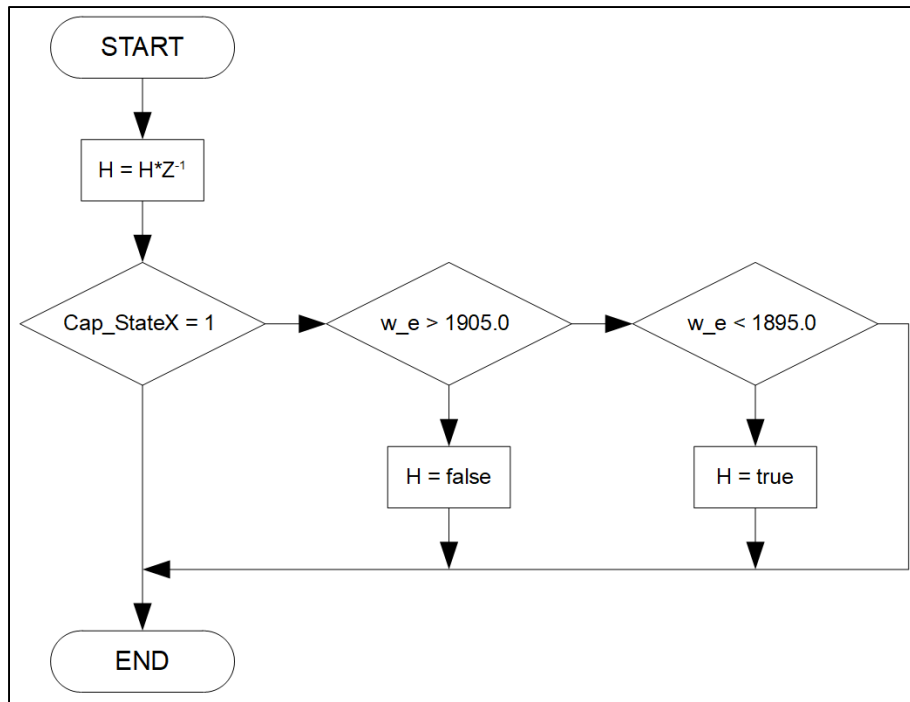 START
H = H*Z⁻¹
Cap_StateX = 1
w_e > 1905.0
w_e < 1895.0
H = false
H = true
END